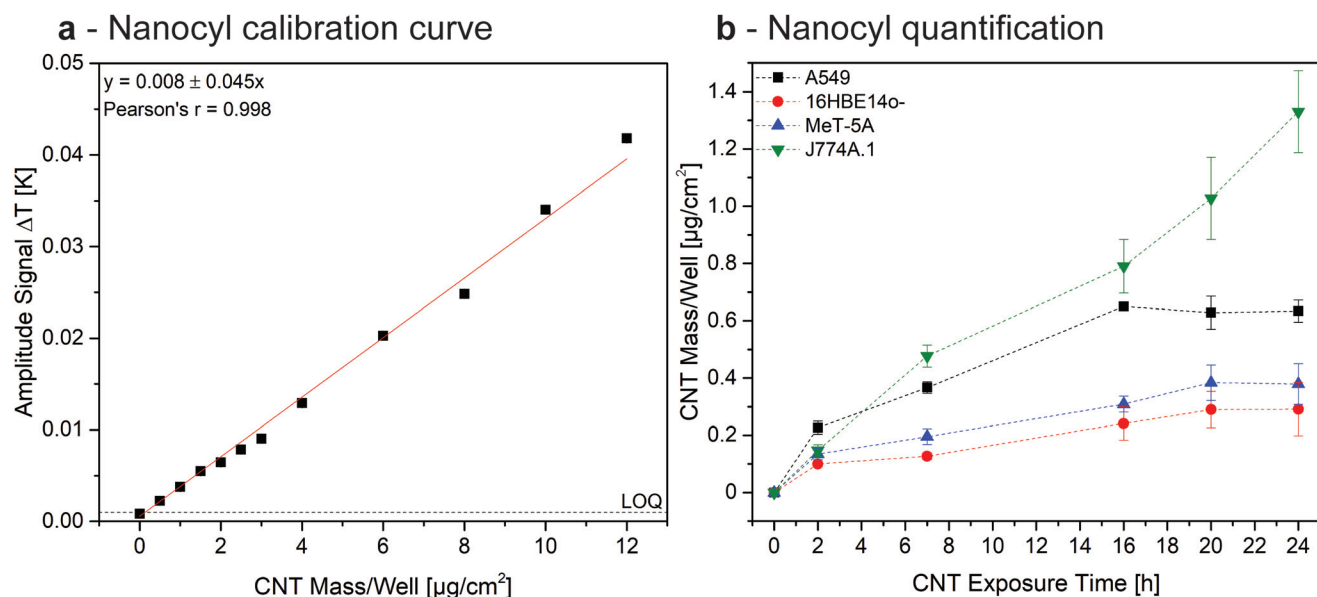 a - Nanocyl calibration curve
y = 0.008 ± 0.045x
Pearson's r = 0.998
Amplitude Signal ΔT [K]
0.05
0.04
0.03
0.02
0.01
0.00
LOQ
0 2 4 6 8 10 12
CNT Mass/Well [µg/cm²]
b - Nanocyl quantification
A549
16HBE14o-
MeT-5A
J774A.1
CNT Mass/Well [µg/cm²]
1.4
1.2
1.0
0.8
0.6
0.4
0.2
0
0 2 4 6 8 10 12 14 16 18 20 22 24
CNT Exposure Time [h]